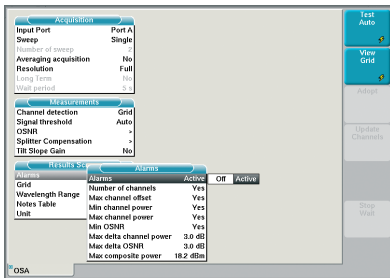 Acquisition
Input Port Port A
Sweep Single
Number of sweep 2
Averaging acquisition No
Resolution Full
Long Term No
Wall period 5 s
Measurements
Channel detection Grid
Signal threshold Auto
OSNR >
Splitter Compensation >
Tilt Slope Gain No
Results Sc
Alarms
Grid
Wavelength Range
Notes Table
Unit
Alarms
Alarms Active Off Active
Number of channels Yes
Max channel offset Yes
Min channel power Yes
Max channel power Yes
Min OSNR Yes
Max delta channel power 3.0 dB
Max delta OSNR 3.0 dB
Max composite power 18.2 dBm
OSA
Test
Auto
View
Grid
Adopt
Update
Channels
Stop
Wall